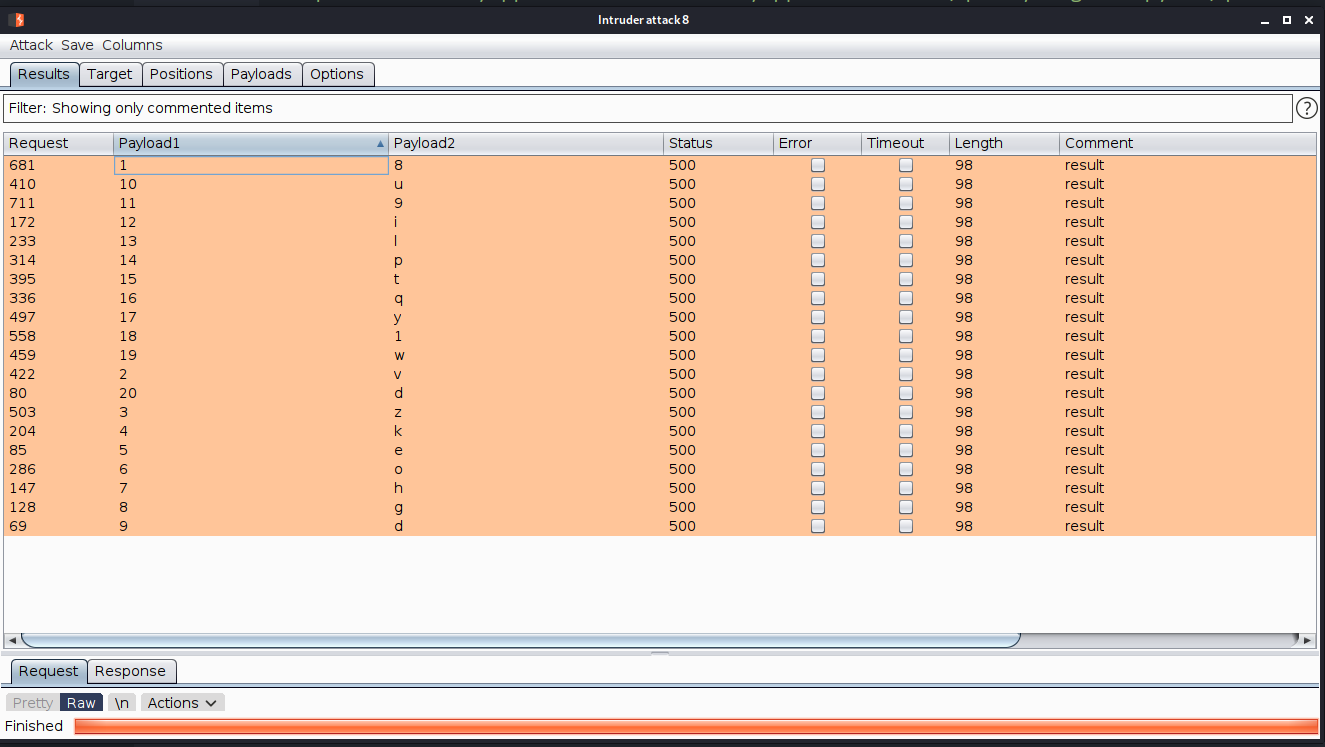 Intruder attack 8
Attack Save Columns
Results Target Positions Payloads Options
Filter: Showing only commented items ?
Request Payload1 Payload2 Status Error Timeout Length Comment
681 1 8 500 98 result
410 10 u 500 98 result
711 11 9 500 98 result
172 12 i 500 98 result
233 13 l 500 98 result
314 14 p 500 98 result
395 15 t 500 98 result
336 16 q 500 98 result
497 17 y 500 98 result
558 18 1 500 98 result
459 19 w 500 98 result
422 2 v 500 98 result
80 20 d 500 98 result
503 3 z 500 98 result
204 4 k 500 98 result
85 5 e 500 98 result
286 6 o 500 98 result
147 7 h 500 98 result
128 8 g 500 98 result
69 9 d 500 98 result
Request Response
Pretty Raw \n Actions
Finished